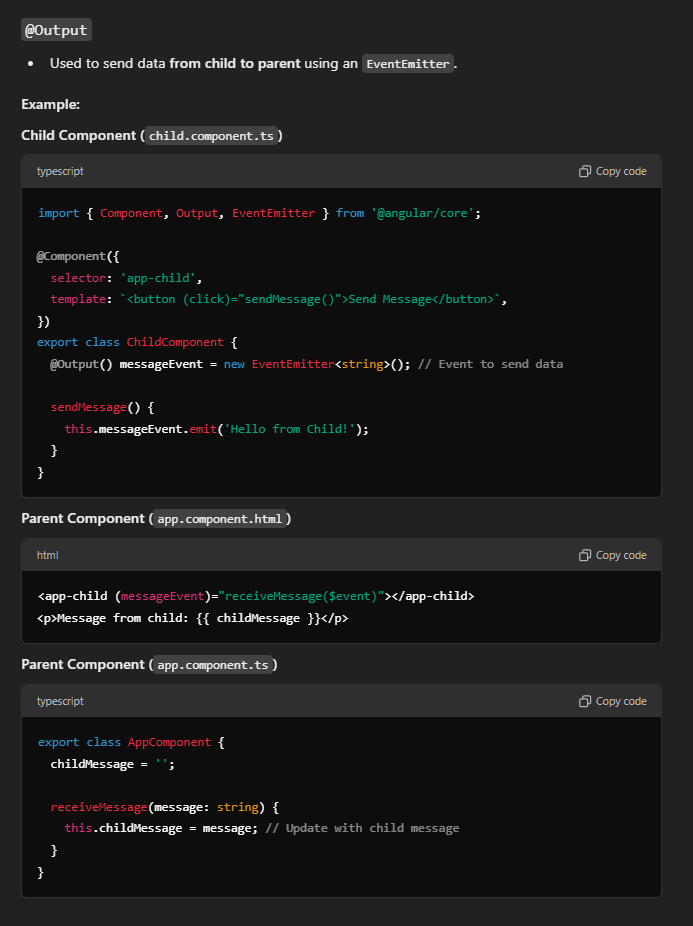 @Output
• Used to send data from child to parent using an EventEmitter.
Example:
Child Component (child.component.ts)
typescript Copy code
import { Component, Output, EventEmitter } from '@angular/core';
@Component({
  selector: 'app-child',
  template: `<button (click)="sendMessage()">Send Message</button>`,
})
export class ChildComponent {
  @Output() messageEvent = new EventEmitter<string>(); // Event to send data
  sendMessage() {
    this.messageEvent.emit('Hello from Child!');
  }
}
Parent Component (app.component.html)
html Copy code
<app-child (messageEvent)="receiveMessage($event)"></app-child>
<p>Message from child: {{ childMessage }}</p>
Parent Component (app.component.ts)
typescript Copy code
export class AppComponent {
  childMessage = '';
  receiveMessage(message: string) {
    this.childMessage = message; // Update with child message
  }
}